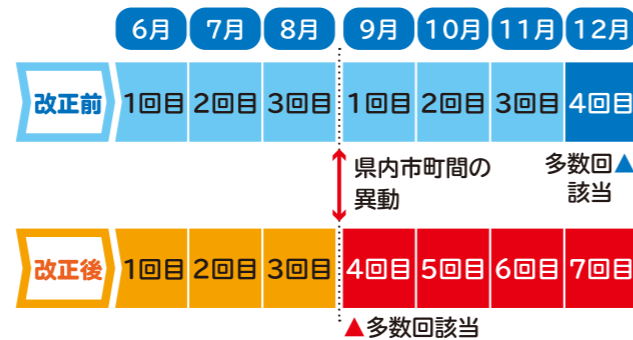 6月 7月 8月 9月 10月 11月 12月
改正前 1回目 2回目 3回目 1回目 2回目 3回目 4回目
県内市町間の
異動
多数回▲
該当
改正後 1回目 2回目 3回目 4回目 5回目 6回目 7回目
▲多数回該当